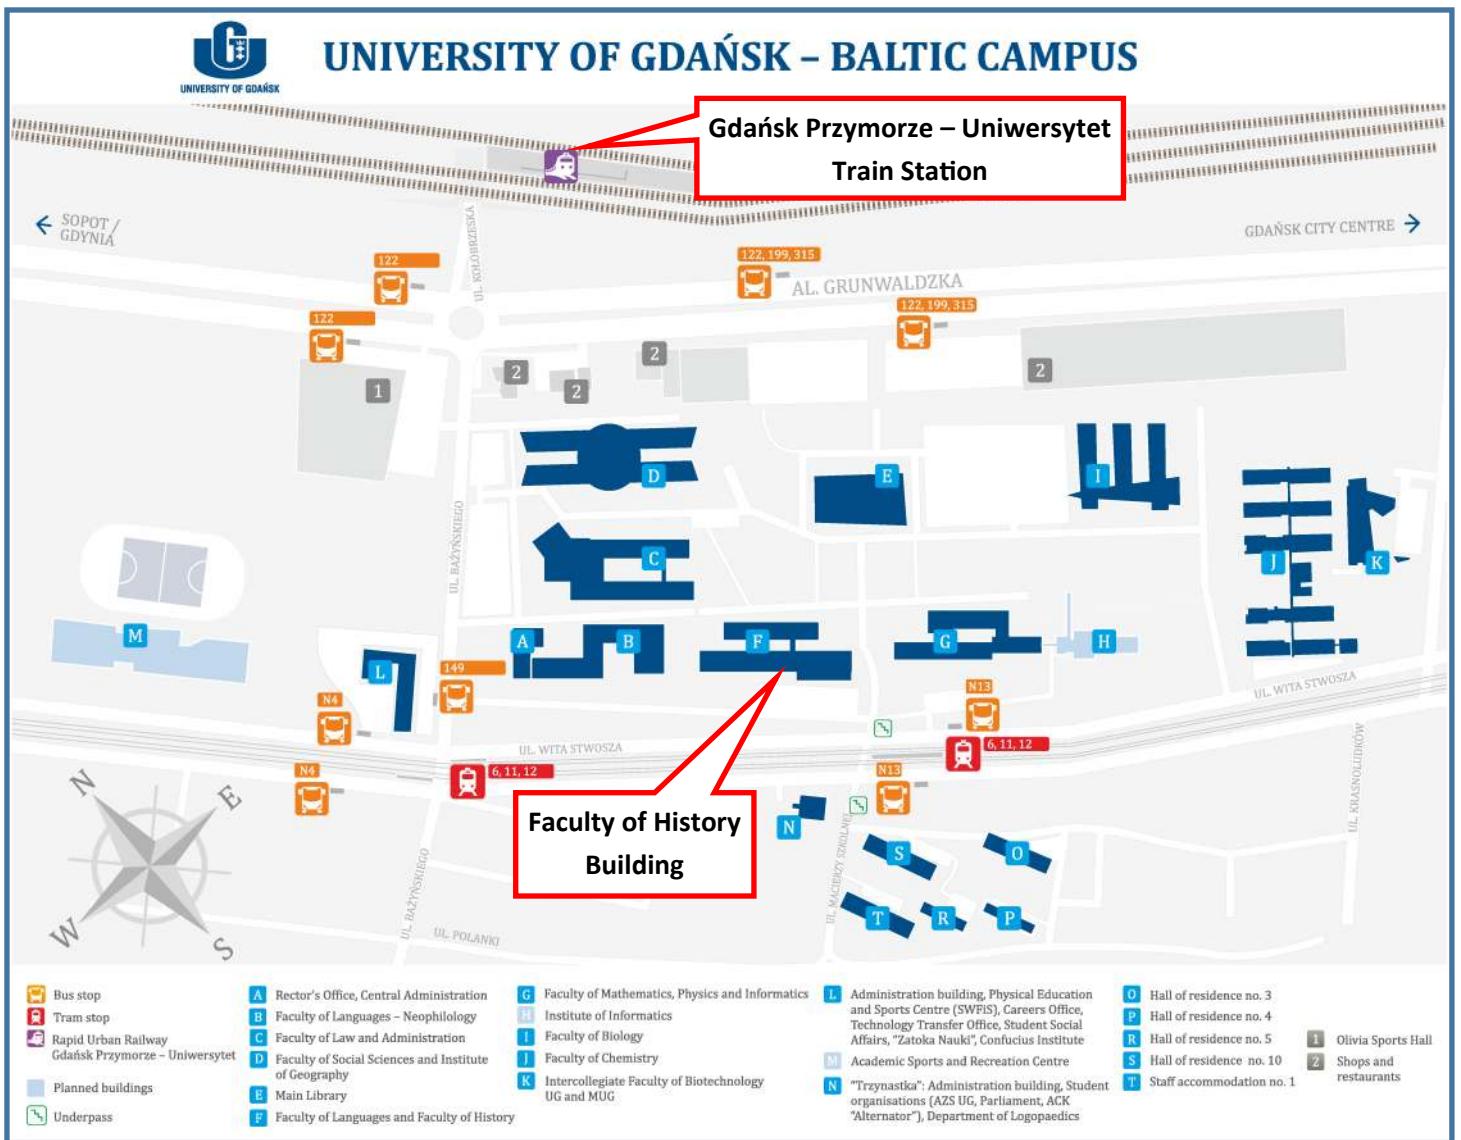 UNIVERSITY OF GDAŃSK – BALTIC CAMPUS
G
UNIVERSITY OF GDAŃSK
Gdańsk Przymorze – Uniwersytet
Train Station
SOPOT /
GDYNIA
GDAŃSK CITY CENTRE
UL. KOŁOBRZESKA
122
122, 199, 315
AL. GRUNWALDZKA
122
122, 199, 315
1
2
2
2
2
D
E
I
UL. BAŻYŃSKIEGO
C
J
K
M
A
B
F
G
H
L
149
N4
N13
UL. WITA STWOSZA
UL. WITA STWOSZA
6, 11, 12
6, 11, 12
N4
N13
UL. KRASNOLUDKÓW
Faculty of History
Building
N
UL. MACIERZY SZKOLNEJ
S
O
T
R
P
UL. BAŻYŃSKIEGO
UL. POLANKI
N
E
W
S
Bus stop
Tram stop
Rapid Urban Railway
Gdańsk Przymorze – Uniwersytet
Planned buildings
Underpass
A Rector's Office, Central Administration
B Faculty of Languages – Neophilology
C Faculty of Law and Administration
D Faculty of Social Sciences and Institute
of Geography
E Main Library
F Faculty of Languages and Faculty of History
G Faculty of Mathematics, Physics and Informatics
H Institute of Informatics
I Faculty of Biology
J Faculty of Chemistry
K Intercollegiate Faculty of Biotechnology
UG and MUG
L Administration building, Physical Education
and Sports Centre (SWFiS), Careers Office,
Technology Transfer Office, Student Social
Affairs, "Zatoka Nauki", Confucius Institute
M Academic Sports and Recreation Centre
N "Trzynastka": Administration building, Student
organisations (AZS UG, Parliament, ACK
"Alternator"), Department of Logopaedics
O Hall of residence no. 3
P Hall of residence no. 4
R Hall of residence no. 5
S Hall of residence no. 10
T Staff accommodation no. 1
1 Olivia Sports Hall
2 Shops and
restaurants